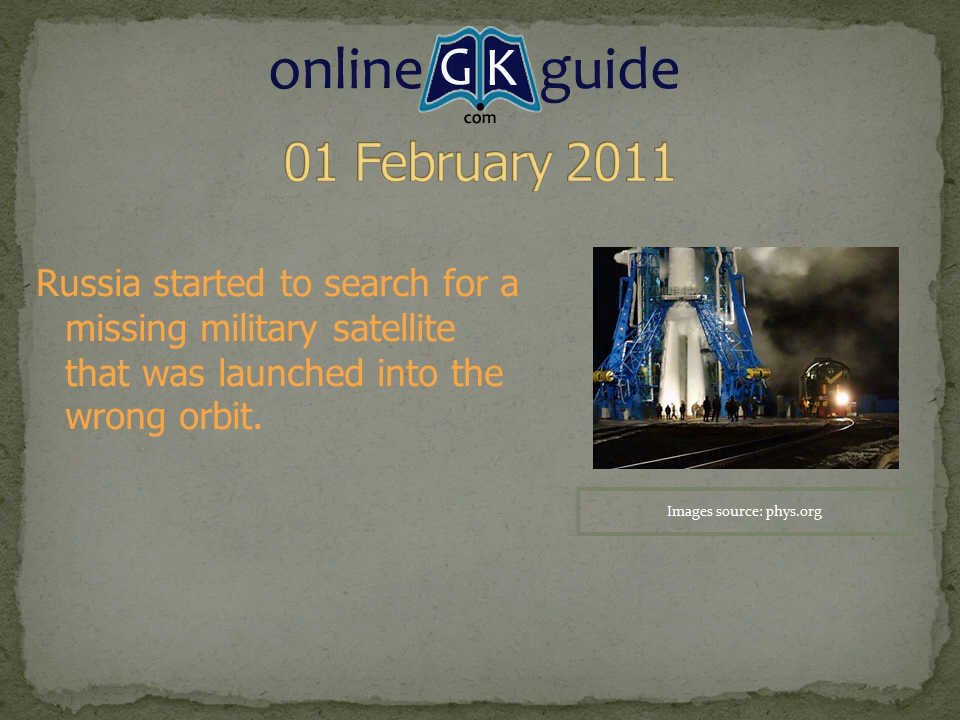 online GK guide
com
01 February 2011
Russia started to search for a
missing military satellite
that was launched into the
wrong orbit.
Images source: phys.org